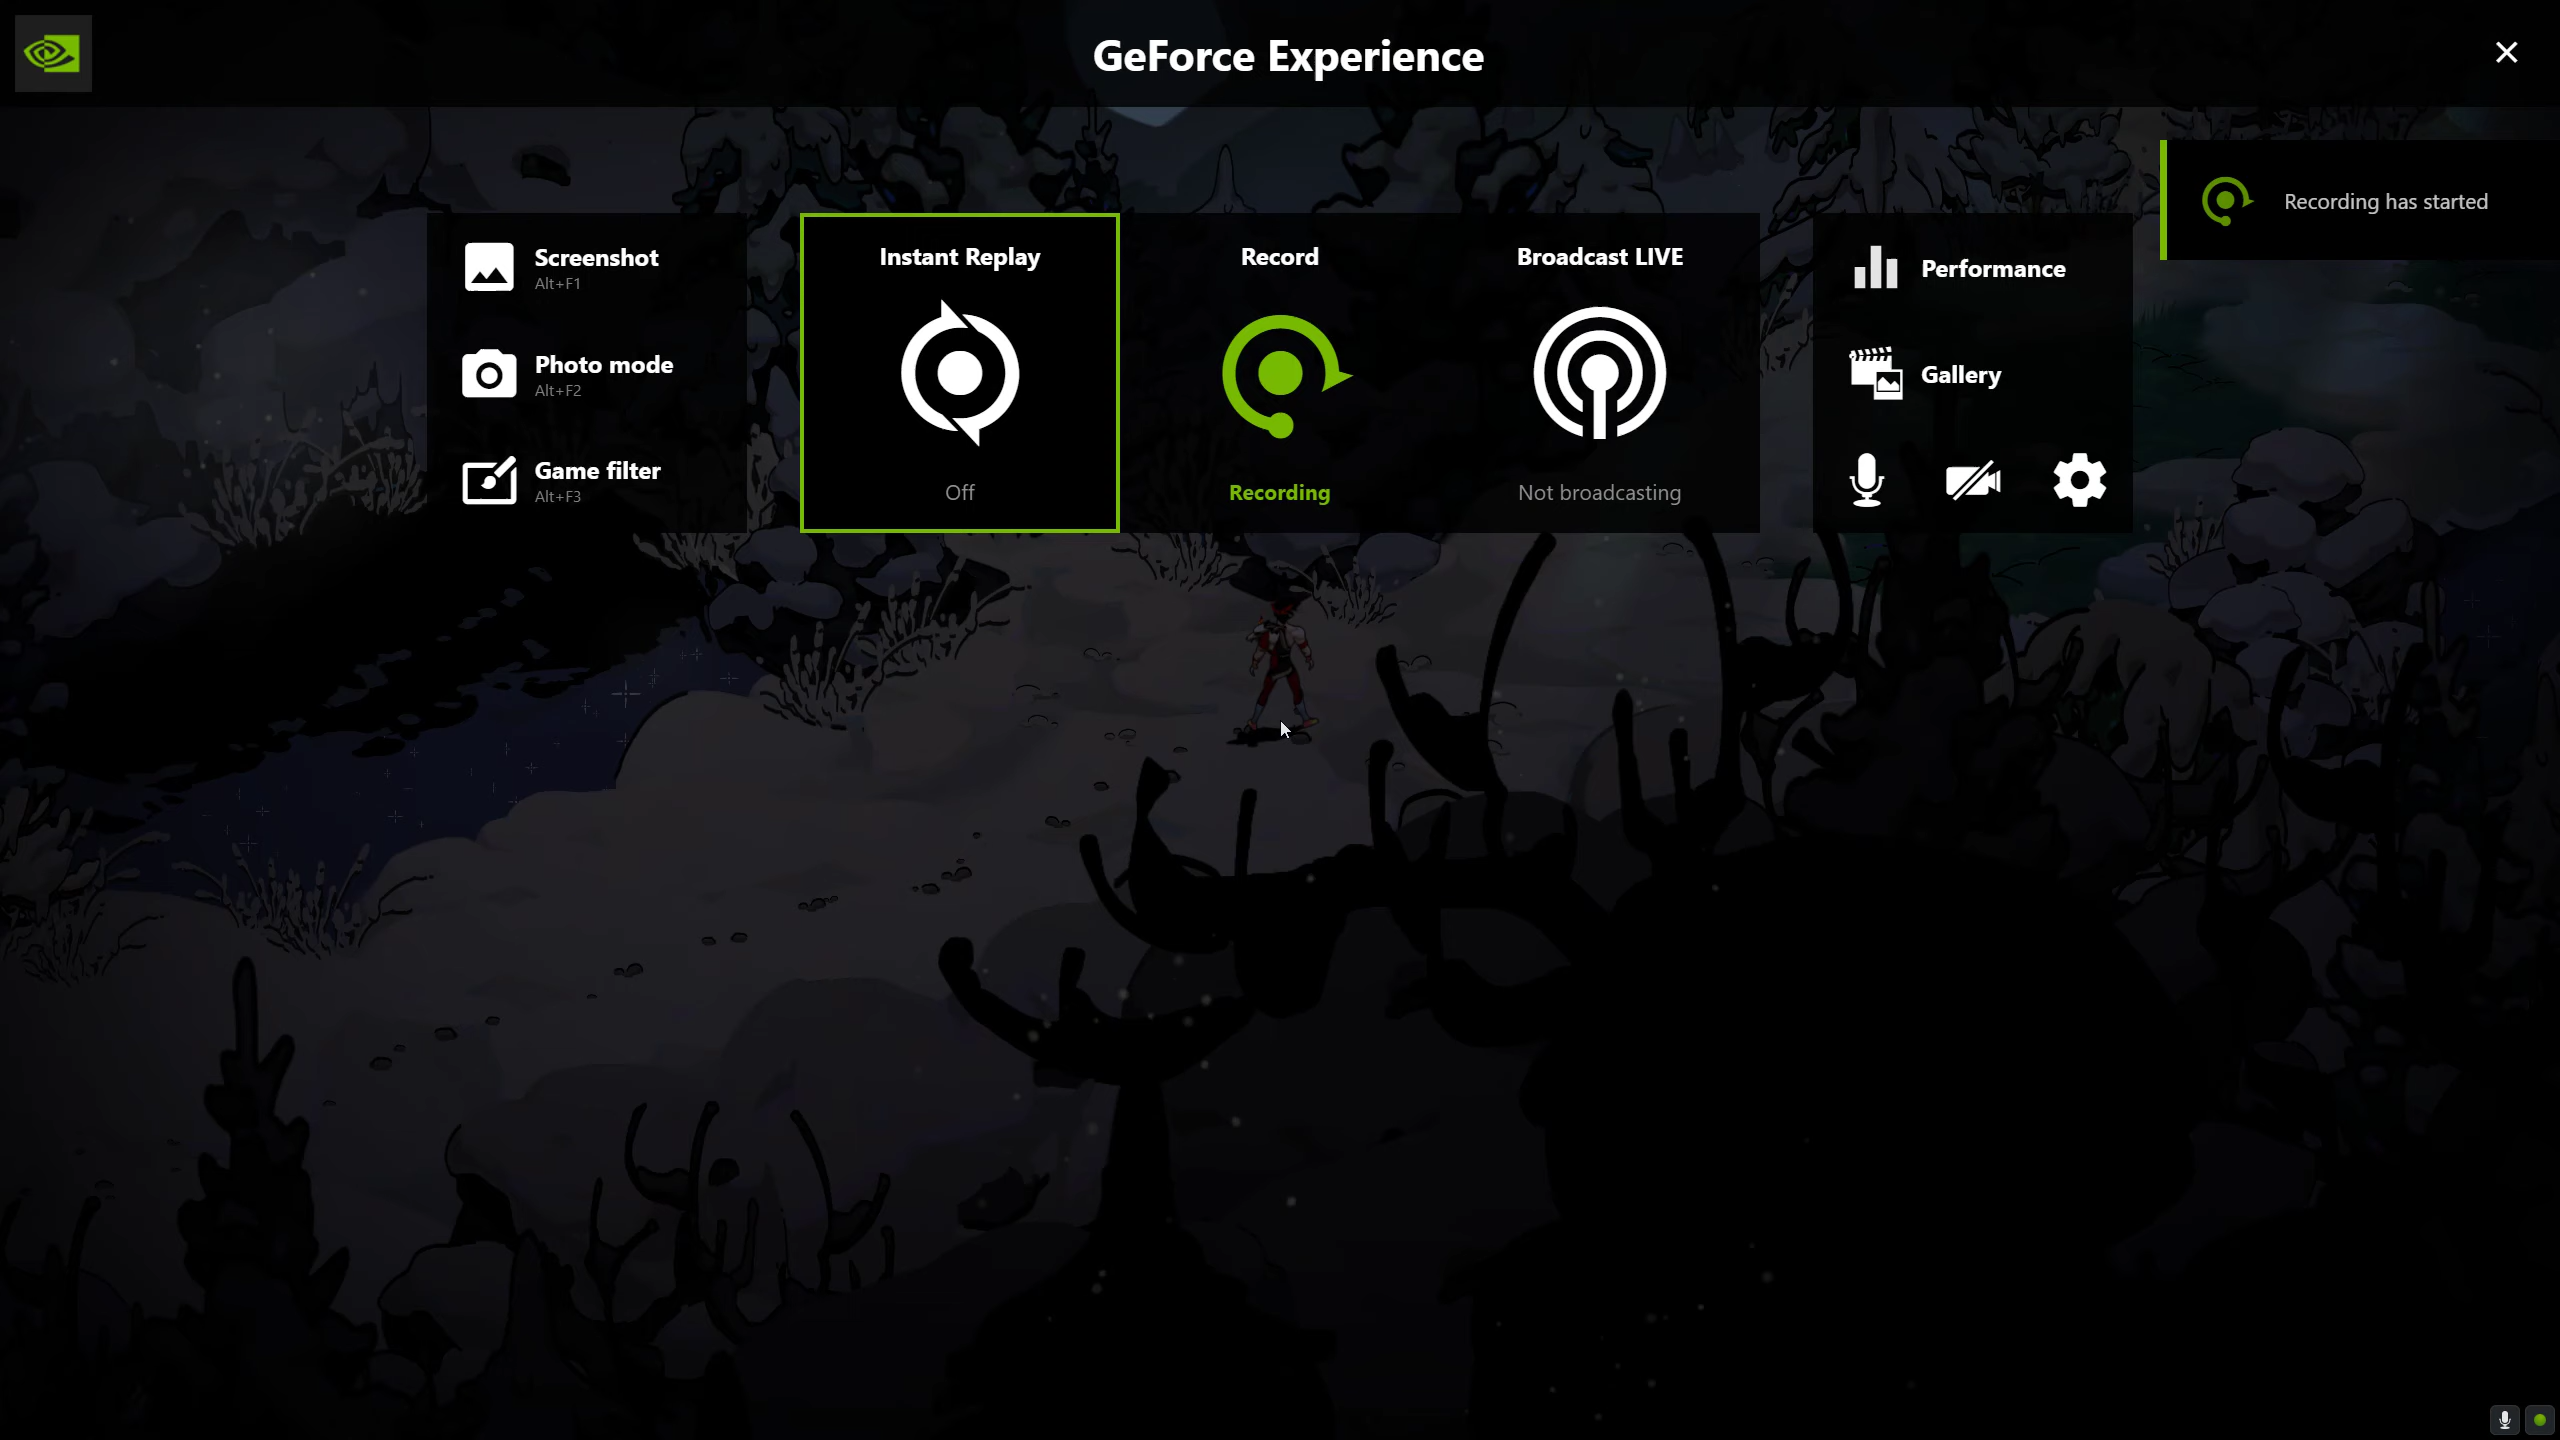 GeForce Experience
Recording has started
Screenshot
Alt+F1
Photo mode
Alt+F2
Game filter
Alt+F3
Instant Replay
Off
Record
Recording
Broadcast LIVE
Not broadcasting
Performance
Gallery